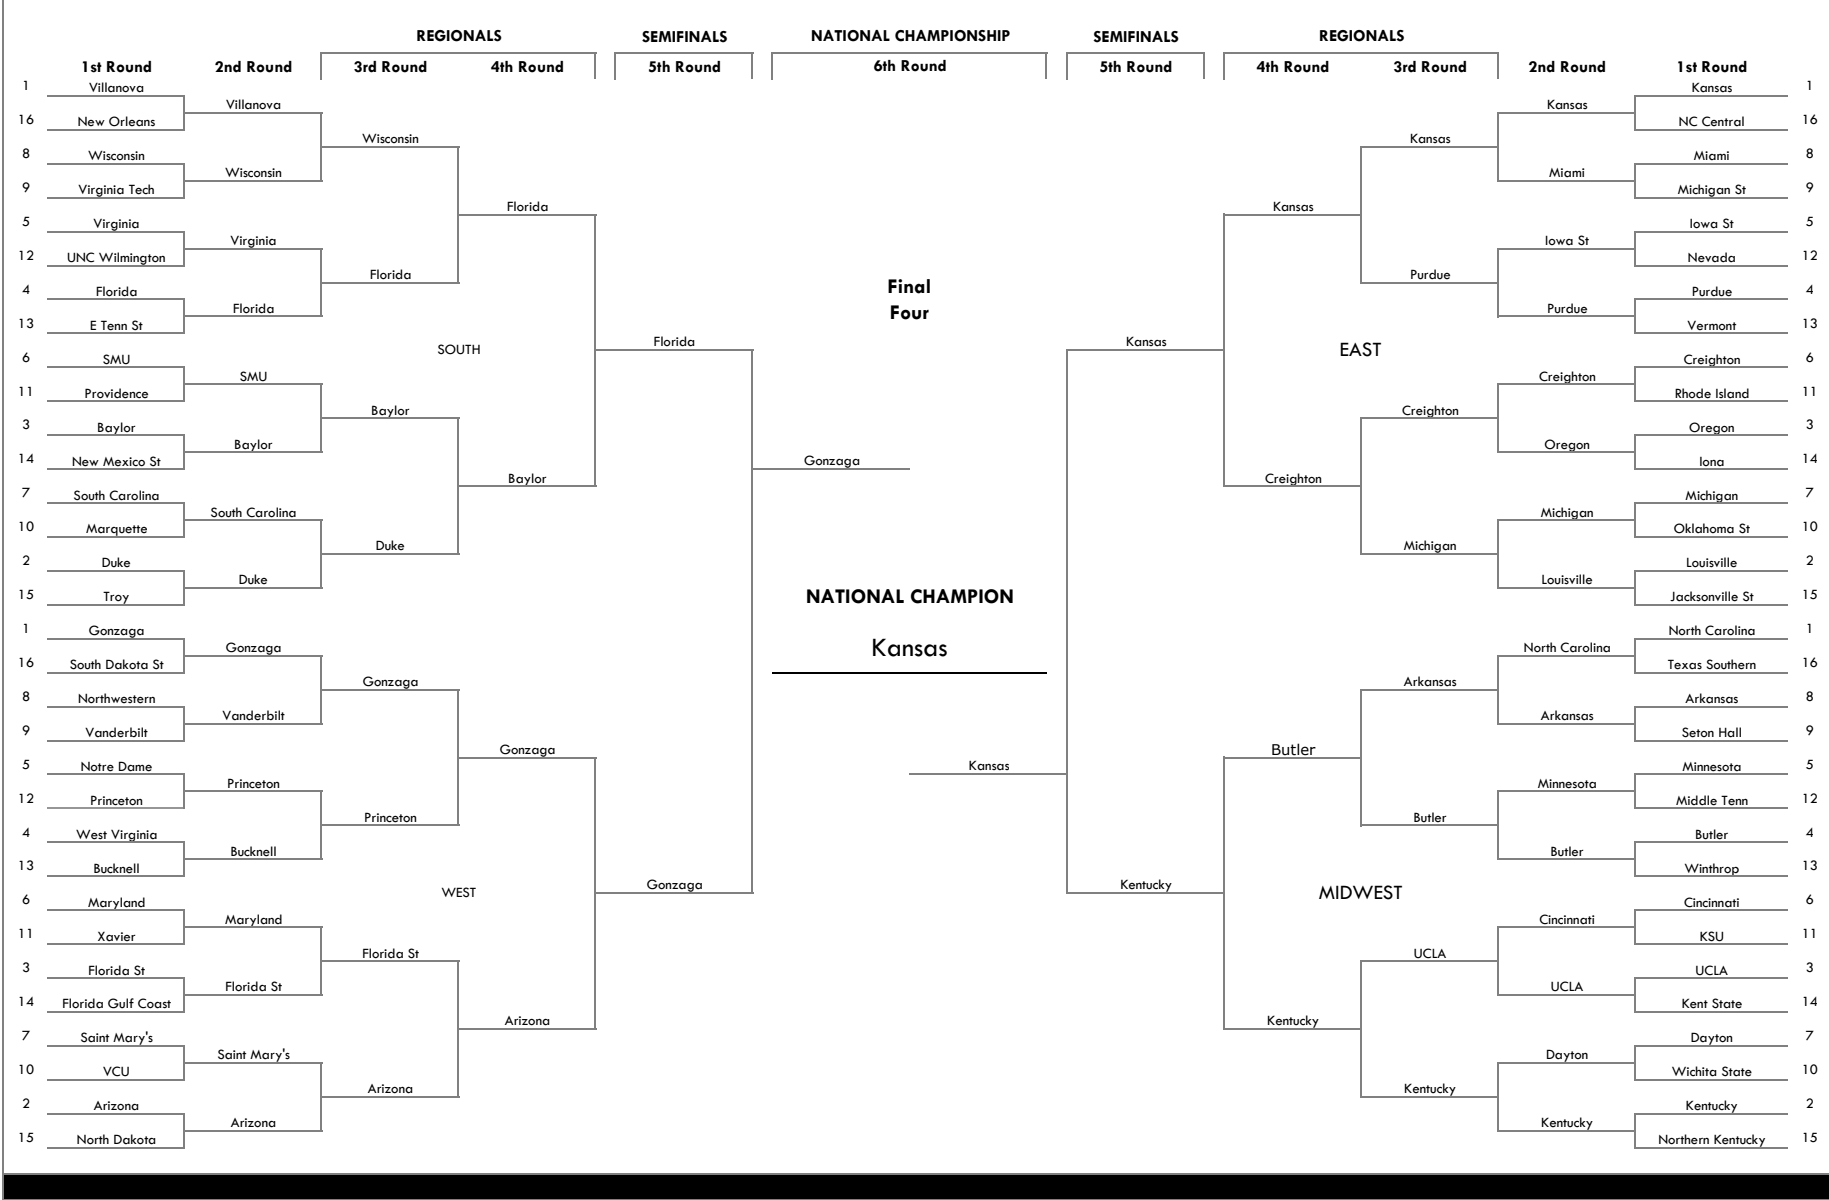 REGIONALS SEMIFINALS NATIONAL CHAMPIONSHIP SEMIFINALS REGIONALS
1st Round 2nd Round 3rd Round 4th Round 5th Round 6th Round 5th Round 4th Round 3rd Round 2nd Round 1st Round
1 Villanova Kansas 1
Villanova Kansas
16 New Orleans NC Central 16
Wisconsin Kansas
8 Wisconsin Miami 8
Wisconsin Miami
9 Virginia Tech Michigan St 9
Florida Kansas
5 Virginia Iowa St 5
Virginia Iowa St
12 UNC Wilmington Nevada 12
Florida Purdue
Final
4 Florida Purdue 4
Florida Purdue
Four
13 E Tenn St Vermont 13
Florida Kansas
SOUTH EAST
6 SMU Creighton 6
SMU Creighton
11 Providence Rhode Island 11
Baylor Creighton
3 Baylor Oregon 3
Baylor Oregon
14 New Mexico St Gonzaga Iona 14
Baylor Creighton
7 South Carolina Michigan 7
South Carolina Michigan
10 Marquette Oklahoma St 10
Duke Michigan
2 Duke Louisville 2
Duke Louisville
15 Troy NATIONAL CHAMPION Jacksonville St 15
1 Gonzaga North Carolina 1
Gonzaga Kansas North Carolina
16 South Dakota St Texas Southern 16
Gonzaga Arkansas
8 Northwestern Arkansas 8
Vanderbilt Arkansas
9 Vanderbilt Seton Hall 9
Gonzaga Butler
5 Notre Dame Kansas Minnesota 5
Princeton Minnesota
12 Princeton Middle Tenn 12
Princeton Butler
4 West Virginia Butler 4
Bucknell Butler
13 Bucknell Winthrop 13
Gonzaga Kentucky
WEST MIDWEST
6 Maryland Cincinnati 6
Maryland Cincinnati
11 Xavier KSU 11
Florida St UCLA
3 Florida St UCLA 3
Florida St UCLA
14 Florida Gulf Coast Kent State 14
Arizona Kentucky
7 Saint Mary's Dayton 7
Saint Mary's Dayton
10 VCU Wichita State 10
Arizona Kentucky
2 Arizona Kentucky 2
Arizona Kentucky
15 North Dakota Northern Kentucky 15